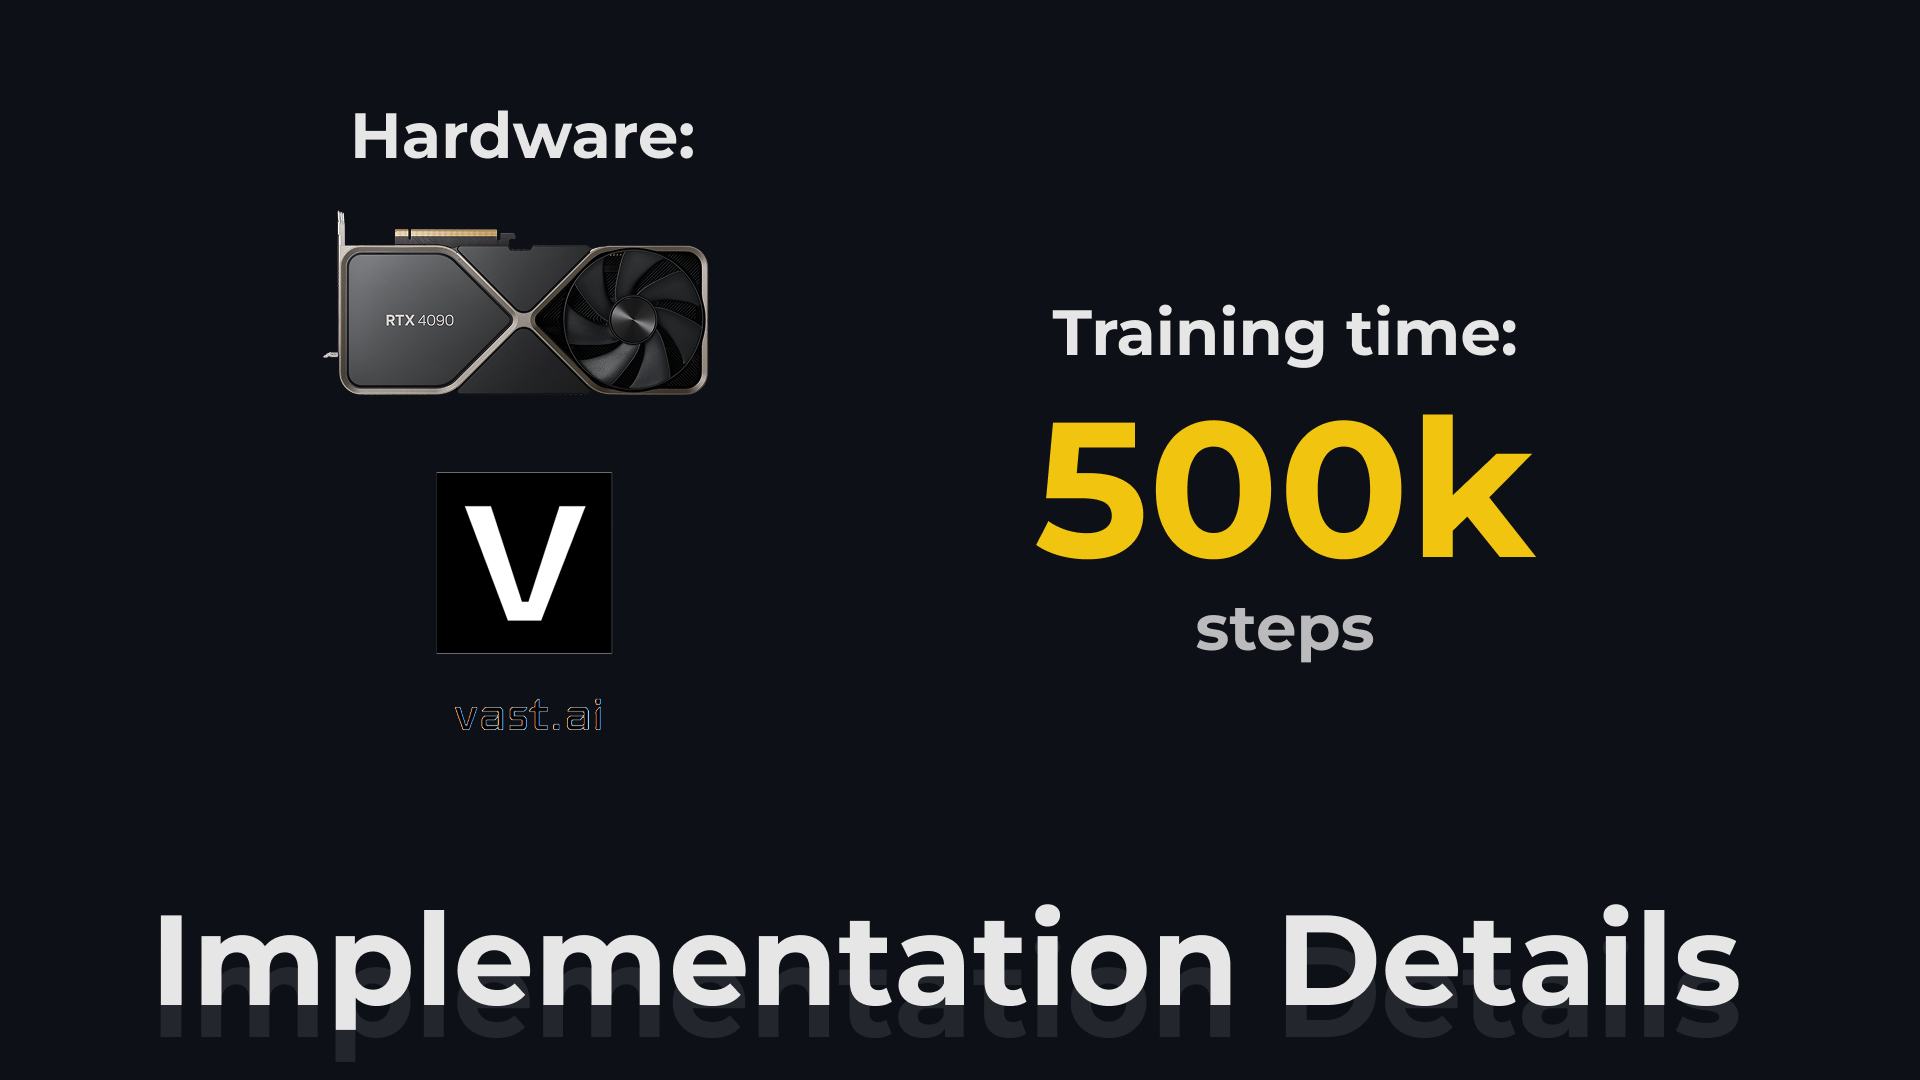 Hardware:
RTX 4090
V
vast.ai
Training time:
500k
steps
Implementation Details